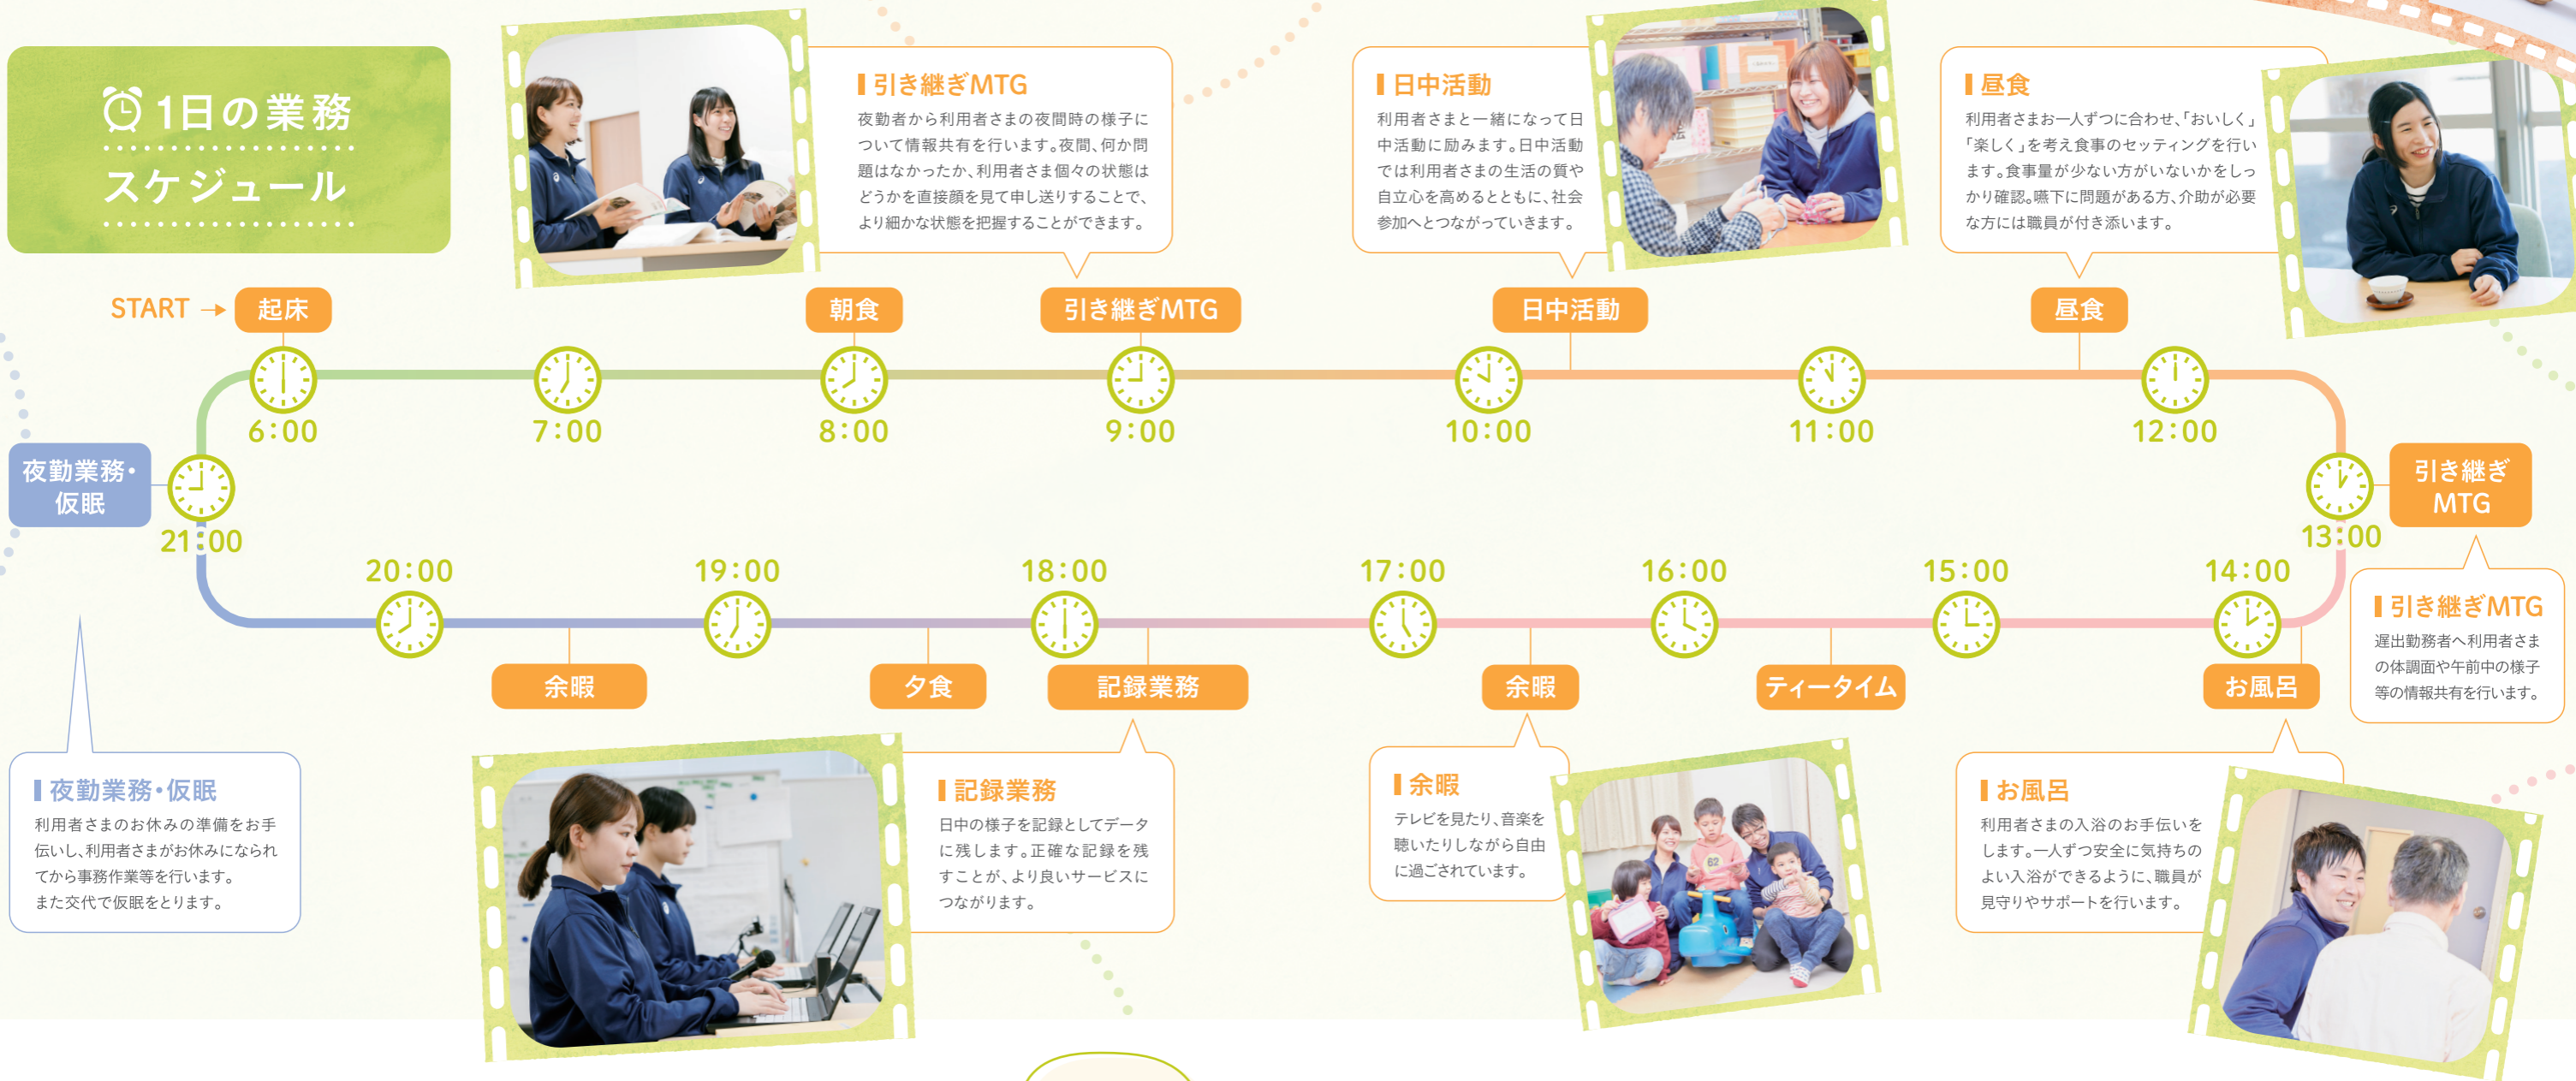 1日の業務
スケジュール
引き継ぎMTG
夜勤者から利用者さまの夜間時の様子に
ついて情報共有を行います。夜間、何か問
題はなかったか、利用者さま個々の状態は
どうかを直接顔を見て申し送りすることで、
より細かな状態を把握することができます。
日中活動
利用者さまと一緒になって日
中活動に励みます。日中活動
では利用者さまの生活の質や
自立心を高めるとともに、社会
参加へとつながっていきます。
昼食
利用者さまお一人ずつに合わせ、「おいしく」
「楽しく」を考え食事のセッティングを行い
ます。食事量が少ない方がいないかをしっ
かり確認。嚥下に問題がある方、介助が必要
な方には職員が付き添います。
START → 起床
朝食
引き継ぎMTG
日中活動
昼食
6:00
7:00
8:00
9:00
10:00
11:00
12:00
引き継ぎ
MTG
13:00
引き継ぎMTG
遅出勤務者へ利用者さま
の体調面や午前中の様子
等の情報共有を行います。
14:00
15:00
16:00
17:00
18:00
19:00
20:00
お風呂
ティータイム
余暇
記録業務
夕食
余暇
夜勤業務・
仮眠
21:00
お風呂
利用者さまの入浴のお手伝いを
します。一人ずつ安全に気持ちの
よい入浴ができるように、職員が
見守りやサポートを行います。
余暇
テレビを見たり、音楽を
聴いたりしながら自由
に過ごされています。
62
記録業務
日中の様子を記録としてデータ
に残します。正確な記録を残
すことが、より良いサービスに
つながります。
夜勤業務・仮眠
利用者さまのお休みの準備をお手
伝いし、利用者さまがお休みになられ
てから事務作業等を行います。
また交代で仮眠をとります。